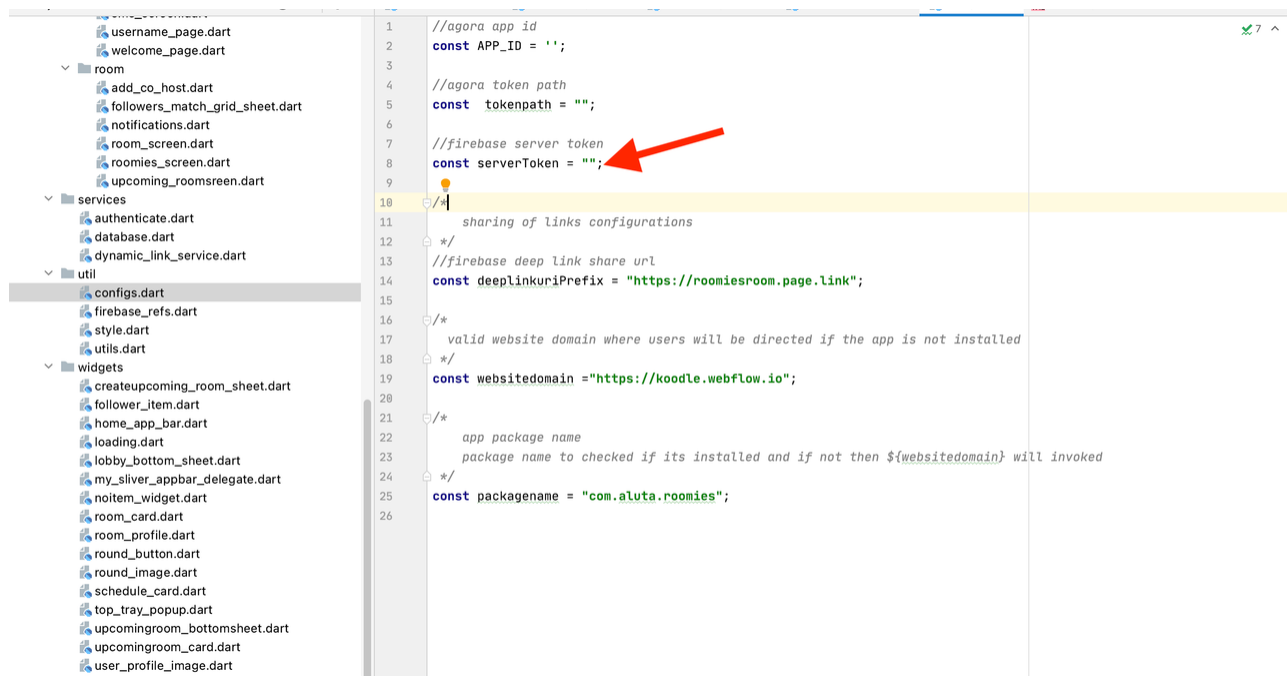 username_page.dart
welcome_page.dart
room
add_co_host.dart
followers_match_grid_sheet.dart
notifications.dart
room_screen.dart
roomies_screen.dart
upcoming_roomsreen.dart
services
authenticate.dart
database.dart
dynamic_link_service.dart
util
configs.dart
firebase_refs.dart
style.dart
utils.dart
widgets
createupcoming_room_sheet.dart
follower_item.dart
home_app_bar.dart
loading.dart
lobby_bottom_sheet.dart
my_sliver_appbar_delegate.dart
noitem_widget.dart
room_card.dart
room_profile.dart
round_button.dart
round_image.dart
schedule_card.dart
top_tray_popup.dart
upcomingroom_bottomsheet.dart
upcomingroom_card.dart
user_profile_image.dart
1 //agora app id
2 const APP_ID = '';
3
4 //agora token path
5 const  tokenpath = "";
6
7 //firebase server token
8 const serverToken = "";
9
10 /*
11     sharing of links configurations
12  */
13 //firebase deep link share url
14 const deeplinkuriPrefix = "https://roomiesroom.page.link";
15
16 /*
17   valid website domain where users will be directed if the app is not installed
18  */
19 const websitedomain ="https://koodle.webflow.io";
20
21 /*
22     app package name
23     package name to checked if its installed and if not then ${websitedomain} will invoked
24  */
25 const packagename = "com.aluta.roomies";
26
7